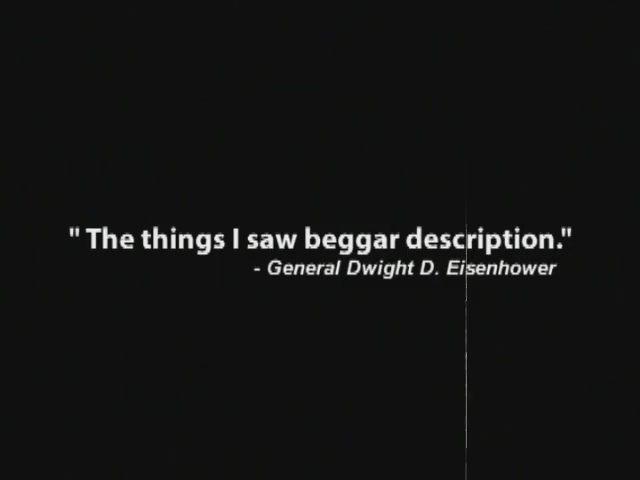 " The things I saw beggar description."
- General Dwight D. Eisenhower